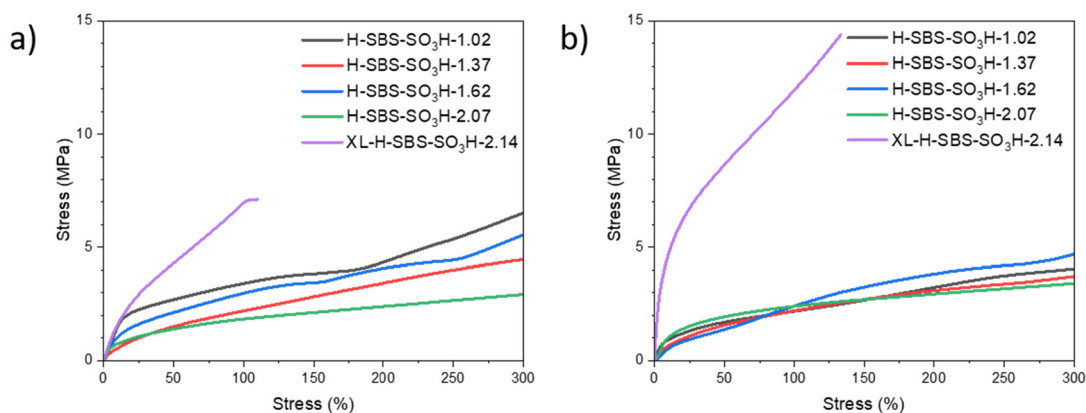 a)
15
10
5
0
Stress (MPa)
0
50
100
150
200
250
300
Stress (%)
H-SBS-SO₃H-1.02
H-SBS-SO₃H-1.37
H-SBS-SO₃H-1.62
H-SBS-SO₃H-2.07
XL-H-SBS-SO₃H-2.14
b)
15
10
5
0
Stress (MPa)
0
50
100
150
200
250
300
Stress (%)
H-SBS-SO₃H-1.02
H-SBS-SO₃H-1.37
H-SBS-SO₃H-1.62
H-SBS-SO₃H-2.07
XL-H-SBS-SO₃H-2.14